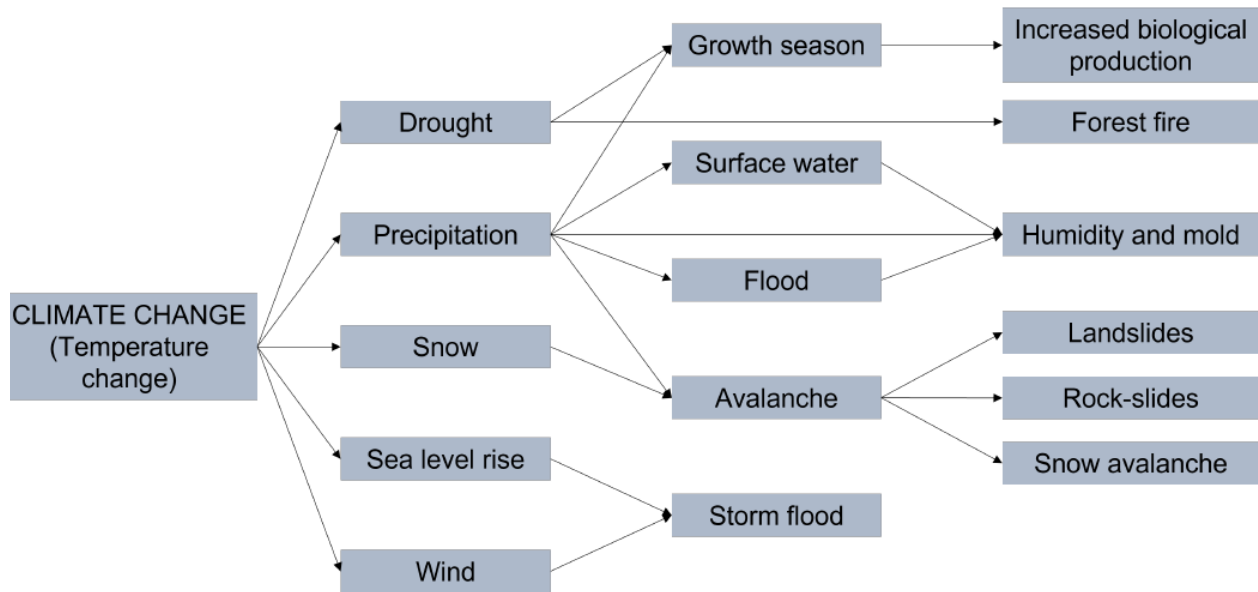 CLIMATE CHANGE
(Temperature
change)
Drought
Precipitation
Snow
Sea level rise
Wind
Growth season
Surface water
Flood
Avalanche
Storm flood
Increased biological
production
Forest fire
Humidity and mold
Landslides
Rock-slides
Snow avalanche